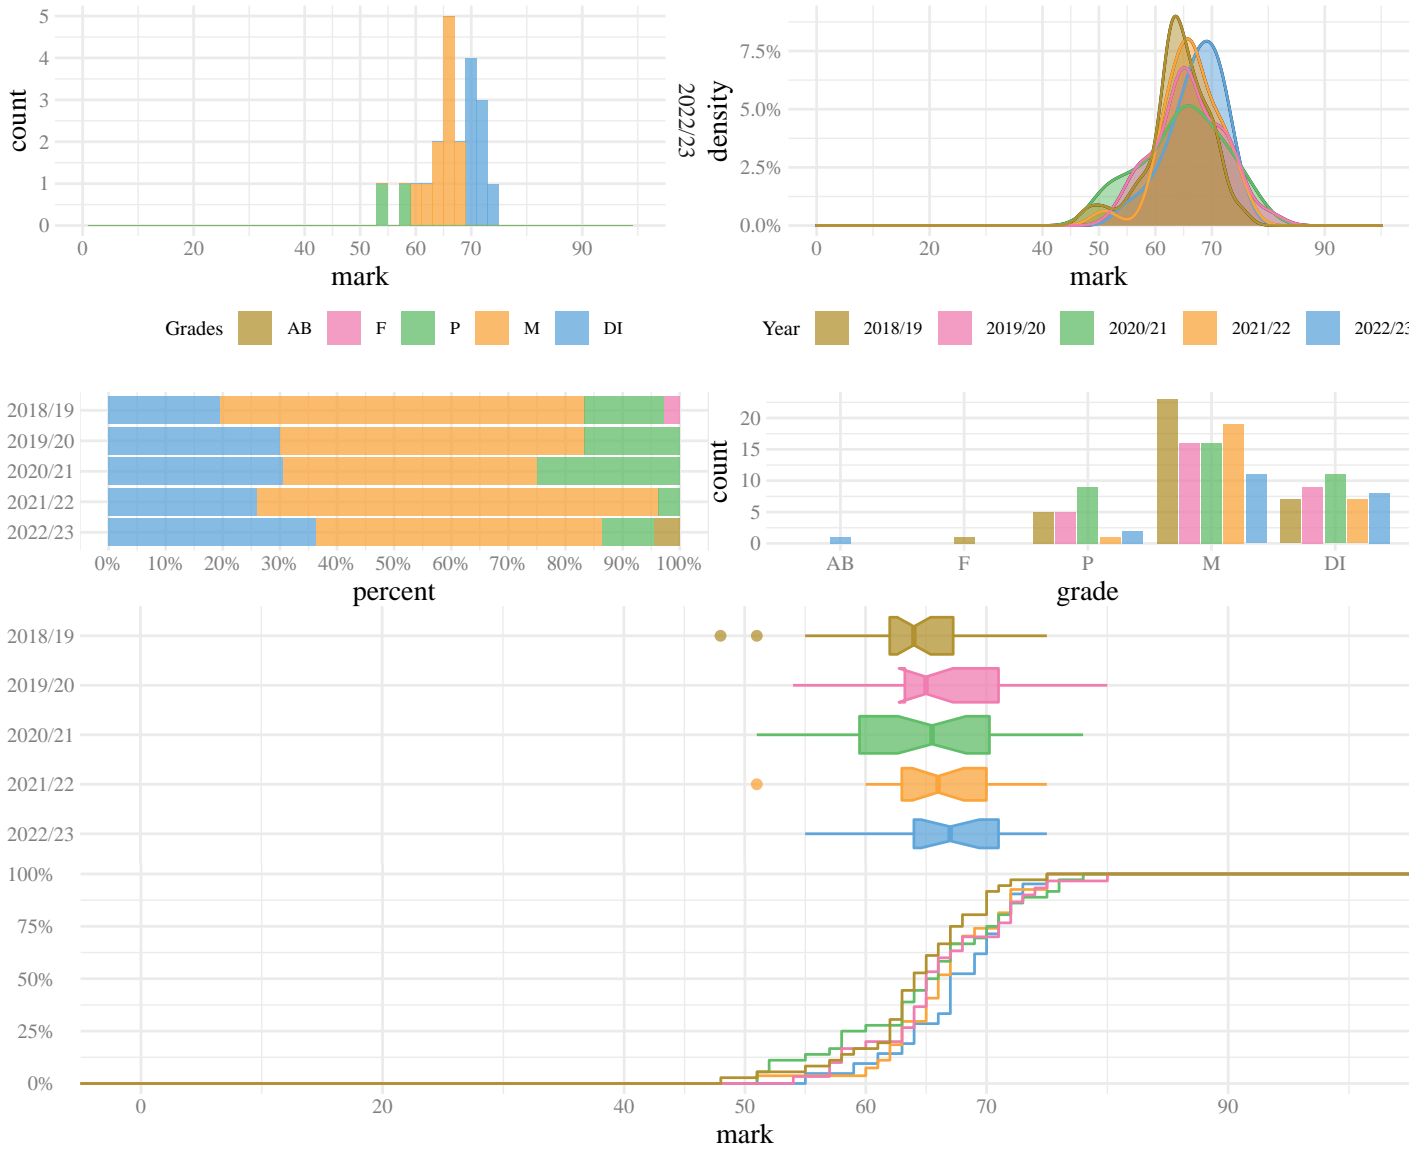 5
4
3
2
1
0
count
0 20 40 50 60 70 90
mark
2022/23
7.5%
5.0%
2.5%
0.0%
density
0 20 40 50 60 70 90
mark
Grades AB F P M DI
Year 2018/19 2019/20 2020/21 2021/22 2022/23
2018/19
2019/20
2020/21
2021/22
2022/23
0% 10% 20% 30% 40% 50% 60% 70% 80% 90% 100%
percent
20
15
10
5
0
count
AB F P M DI
grade
2018/19
2019/20
2020/21
2021/22
2022/23
100%
75%
50%
25%
0%
0 20 40 50 60 70 90
mark